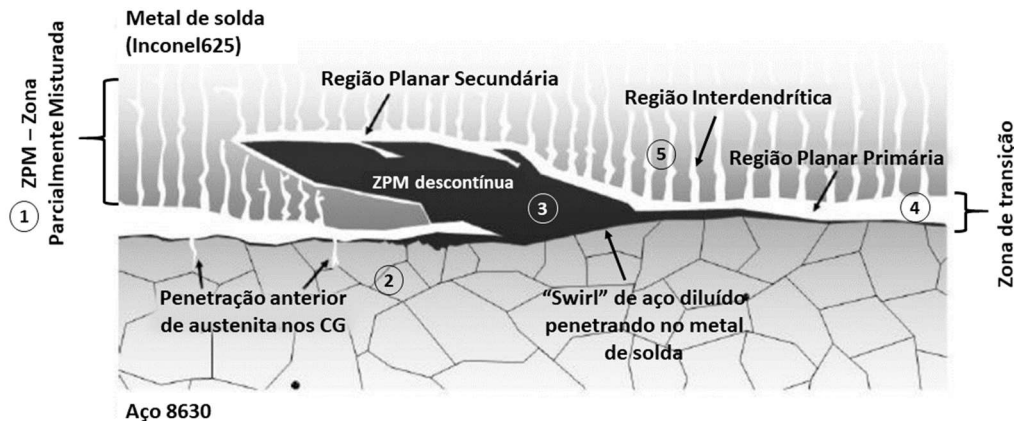 Metal de solda
(Inconel625)
1
ZPM – Zona
Parcialmente Misturada
Região Planar Secundária
Região Interdendrítica
5
Região Planar Primária
ZPM descontínua
3
4
Zona de transição
2
Penetração anterior
de austenita nos CG
“Swirl” de aço diluído
penetrando no metal
de solda
Aço 8630